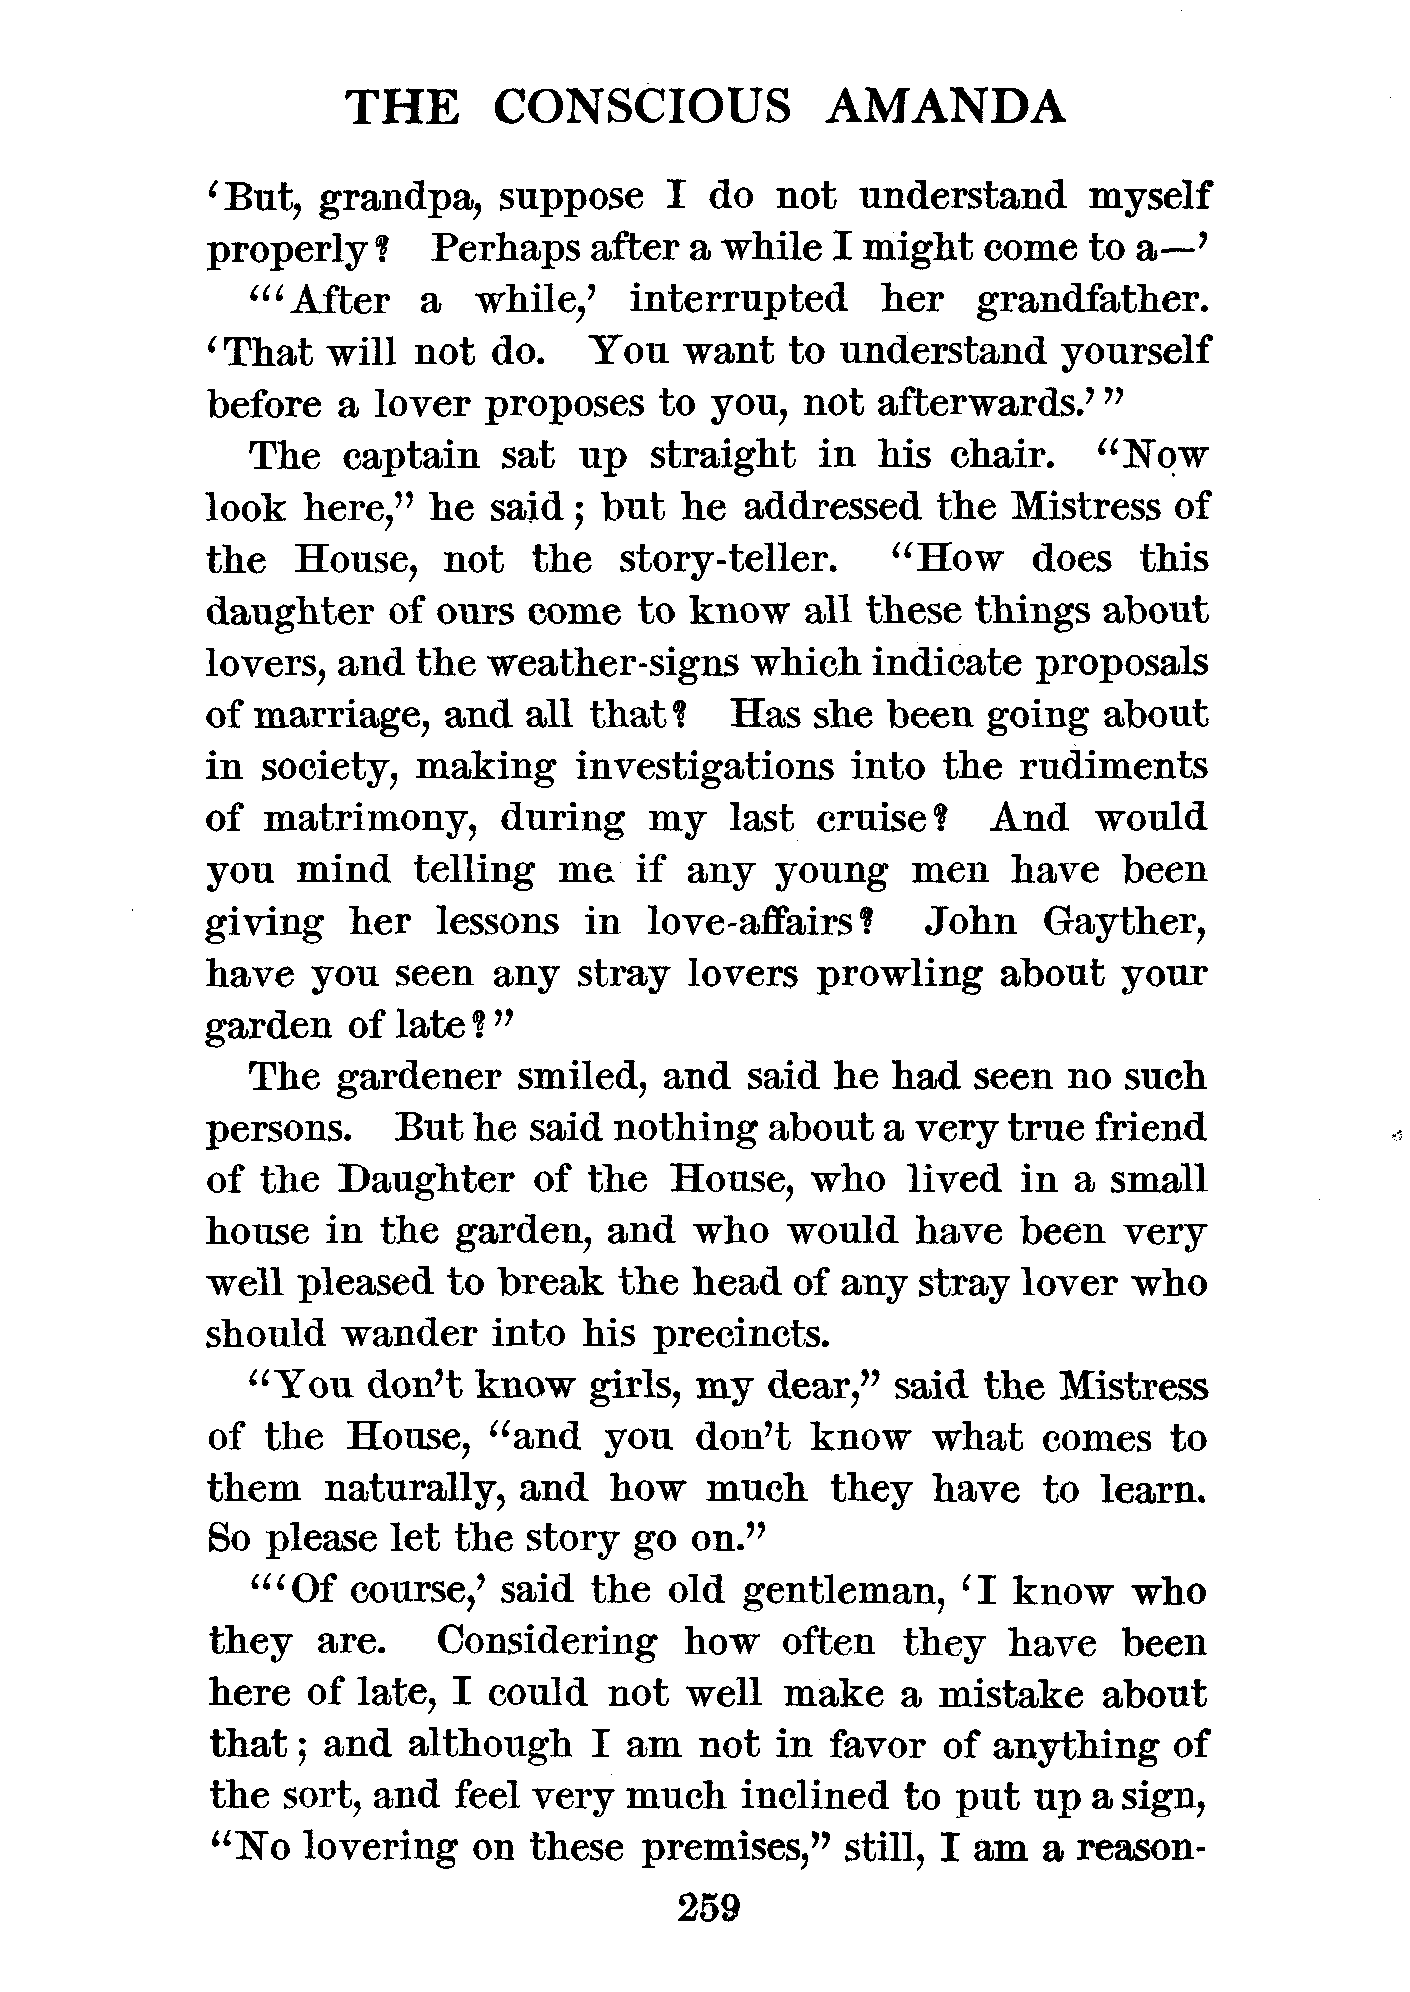 THE CONSCIOUS AMANDA
‘But, grandpa, suppose I do not understand myself
properly? Perhaps after a while I might come to a—’
“‘After a while,’ interrupted her grandfather.
‘That will not do. You want to understand yourself
before a lover proposes to you, not afterwards.’”
The captain sat up straight in his chair. “Now
look here,” he said; but he addressed the Mistress of
the House, not the story-teller. “How does this
daughter of ours come to know all these things about
lovers, and the weather-signs which indicate proposals
of marriage, and all that? Has she been going about
in society, making investigations into the rudiments
of matrimony, during my last cruise? And would
you mind telling me if any young men have been
giving her lessons in love-affairs? John Gayther,
have you seen any stray lovers prowling about your
garden of late?”
The gardener smiled, and said he had seen no such
persons. But he said nothing about a very true friend
of the Daughter of the House, who lived in a small
house in the garden, and who would have been very
well pleased to break the head of any stray lover who
should wander into his precincts.
“You don’t know girls, my dear,” said the Mistress
of the House, “and you don’t know what comes to
them naturally, and how much they have to learn.
So please let the story go on.”
“‘Of course,’ said the old gentleman, ‘I know who
they are. Considering how often they have been
here of late, I could not well make a mistake about
that; and although I am not in favor of anything of
the sort, and feel very much inclined to put up a sign,
“No lovering on these premises,” still, I am a reason-
259